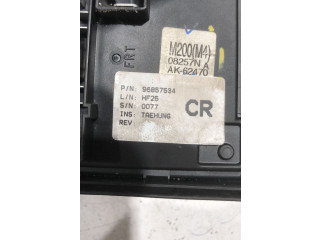 FRT
M200(M4)
08257N A
AK-62470
P/N: 96857534
L/N: HF25
S/N: 0077
INS: TAEHUNG
REV
CR